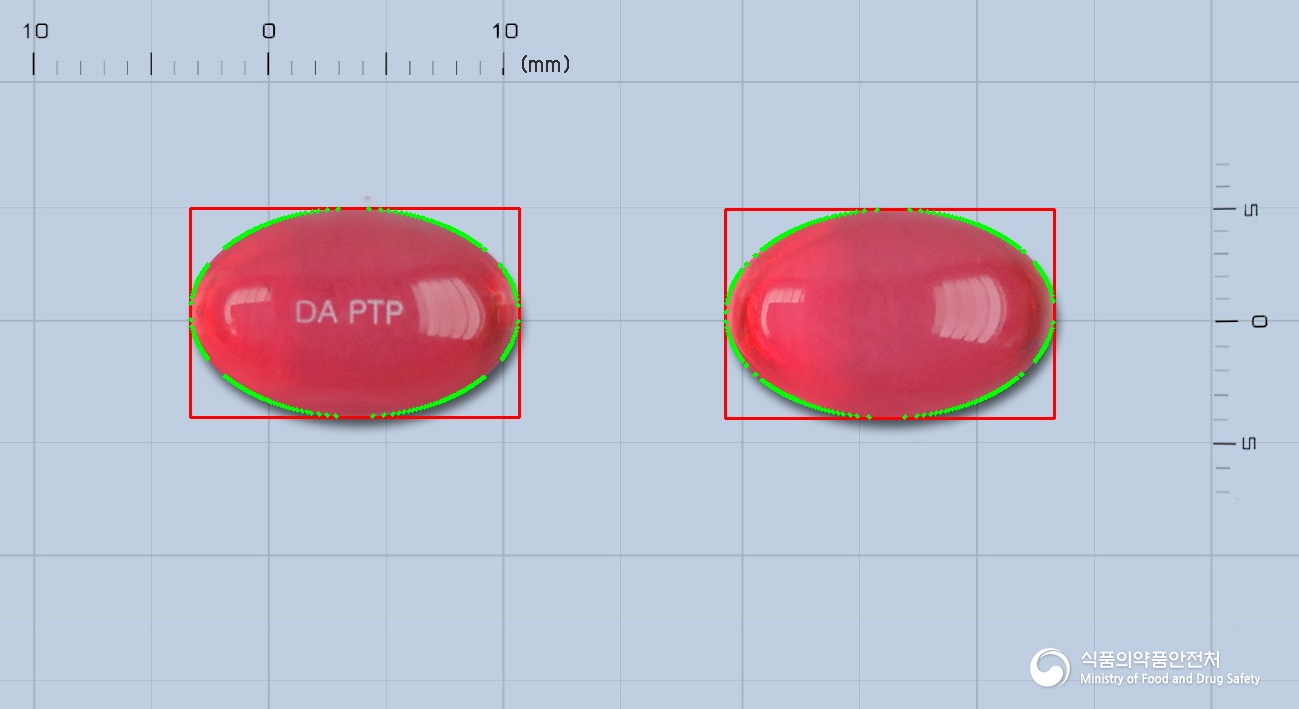 10 0 10
(mm)
5
DA PTP
0
5
식품의약품안전처
Ministry of Food and Drug Safety